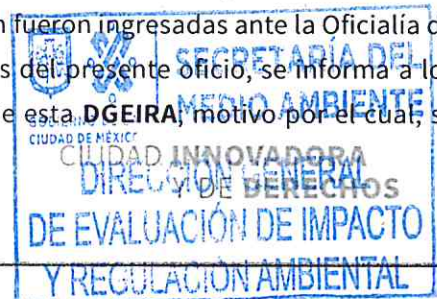 n fueron ingresadas ante la Oficialía d
s del presente oficio, se informa a lo
e esta DGEIRA, motivo por el cual, s
SECRETARÍA DEL
MEDIO AMBIENTE
CIUDAD DE MÉXICO
CIUDAD INNOVADORA
Y DE DERECHOS
DIRECCIÓN GENERAL
DE EVALUACIÓN DE IMPACTO
Y REGULACIÓN AMBIENTAL